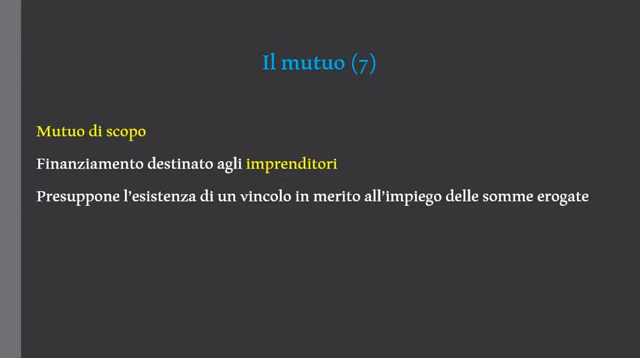 Il mutuo (7)
Mutuo di scopo
Finanziamento destinato agli imprenditori
Presuppone l'esistenza di un vincolo in merito all'impiego delle somme erogate